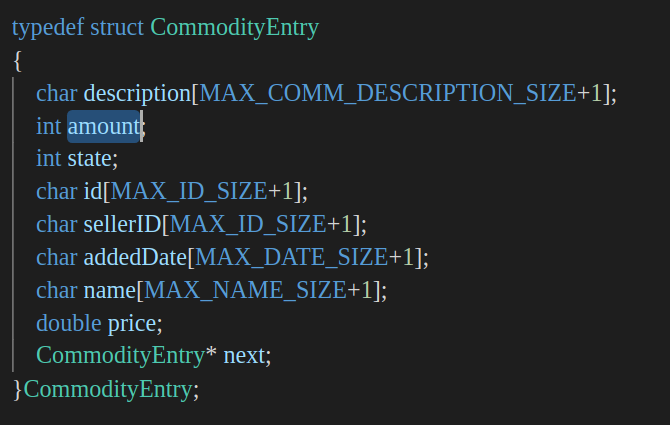 typedef struct CommodityEntry
{
    char description[MAX_COMM_DESCRIPTION_SIZE+1];
    int amount;
    int state;
    char id[MAX_ID_SIZE+1];
    char sellerID[MAX_ID_SIZE+1];
    char addedDate[MAX_DATE_SIZE+1];
    char name[MAX_NAME_SIZE+1];
    double price;
    CommodityEntry* next;
}CommodityEntry;